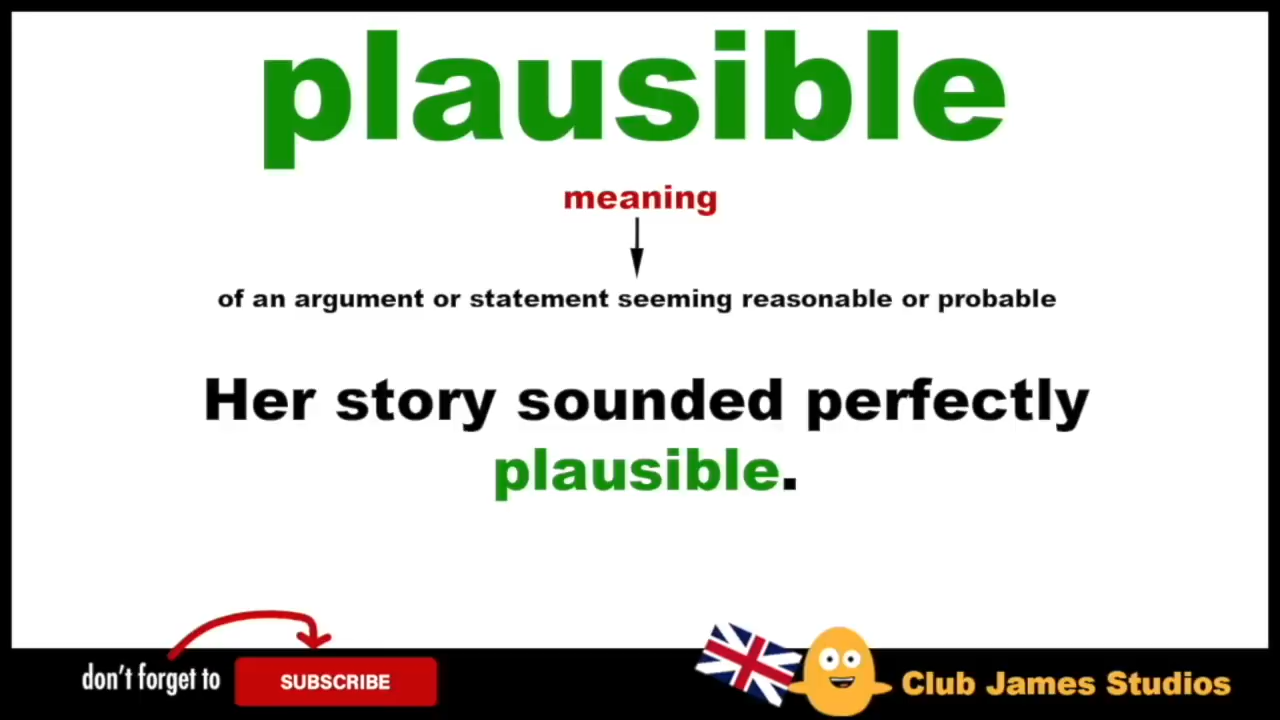 plausible
meaning
of an argument or statement seeming reasonable or probable
Her story sounded perfectly
plausible.
don't forget to
SUBSCRIBE
Club James Studios